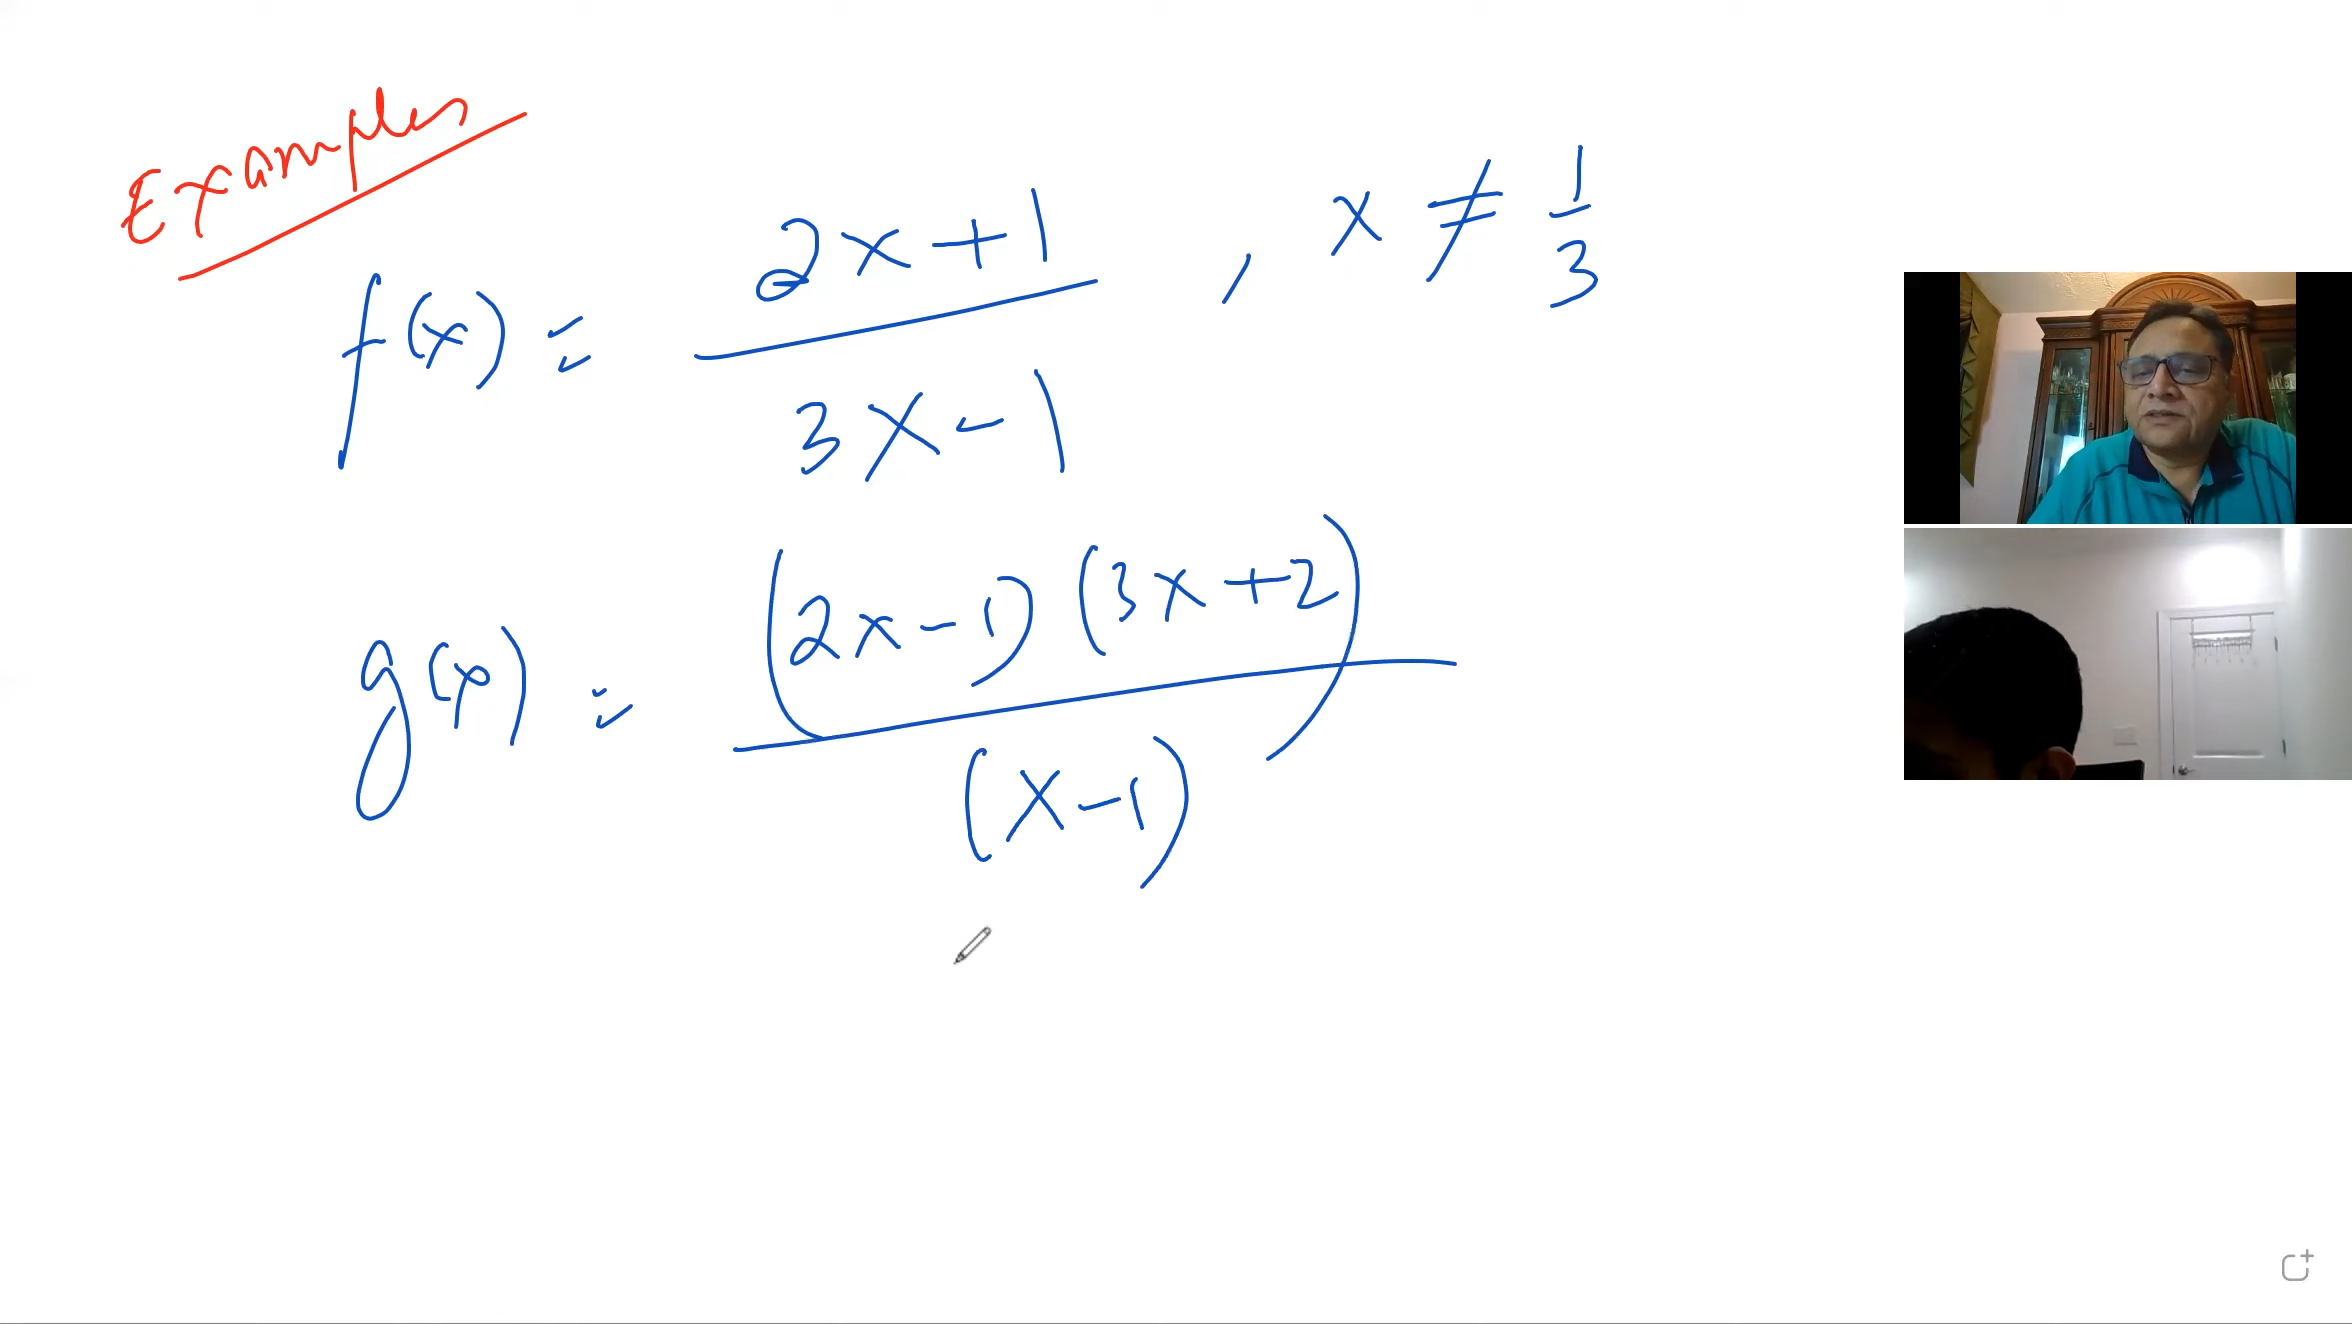 Examples
f(x) = 2x+1 / 3x-1 , x ≠ 1/3
g(x) = ((2x-1)(3x+2)) / (x-1)